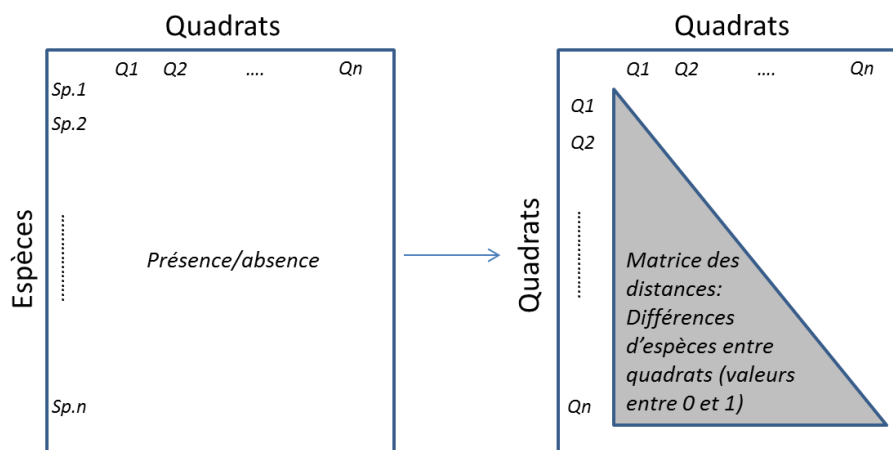 Quadrats
Q1 Q2 .... Qn
Sp.1
Sp.2
Espèces
Présence/absence
Sp.n
Quadrats
Q1 Q2 .... Qn
Q1
Q2
Quadrats
Matrice des
distances:
Différences
d'espèces entre
quadrats (valeurs
entre 0 et 1)
Qn